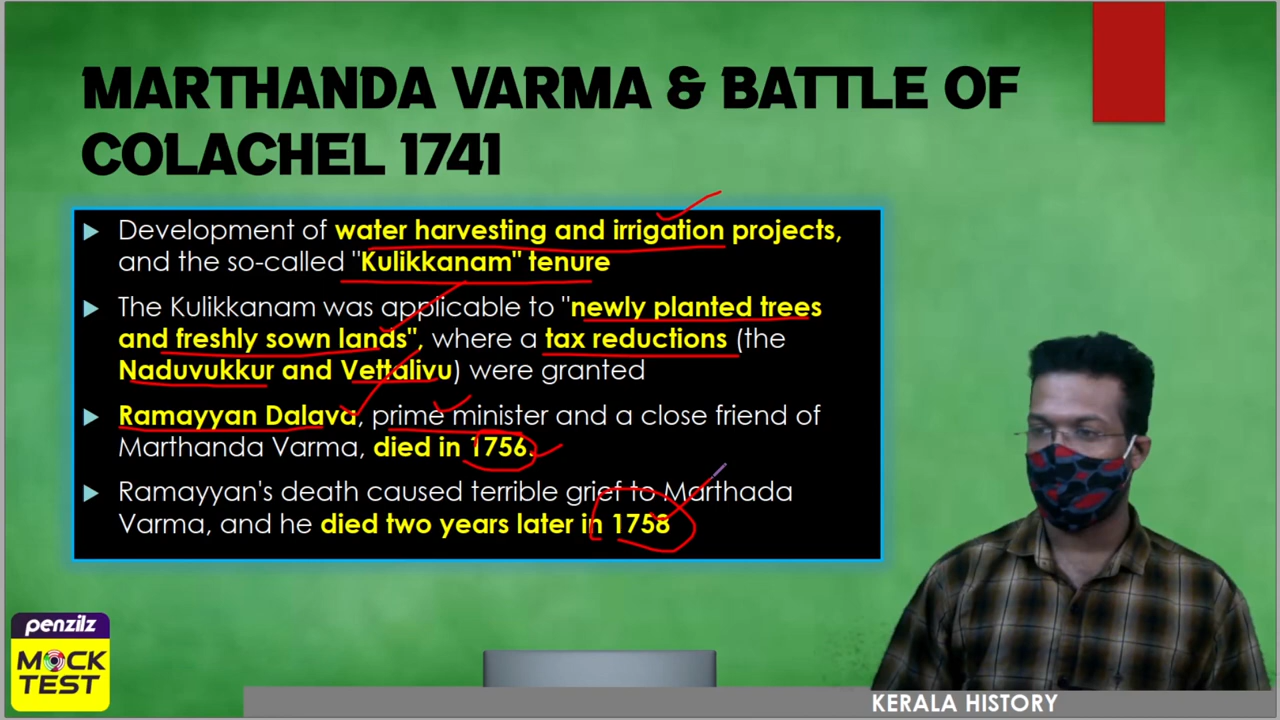 MARTHANDA VARMA & BATTLE OF
COLACHEL 1741
Development of water harvesting and irrigation projects,
and the so-called "Kulikkanam" tenure
The Kulikkanam was applicable to "newly planted trees
and freshly sown lands", where a tax reductions (the
Naduvukkur and Vettalivu) were granted
Ramayyan Dalava, prime minister and a close friend of
Marthanda Varma, died in 1756.
Ramayyan's death caused terrible grief to Marthada
Varma, and he died two years later in 1758
penzilz
MOCK
TEST
KERALA HISTORY